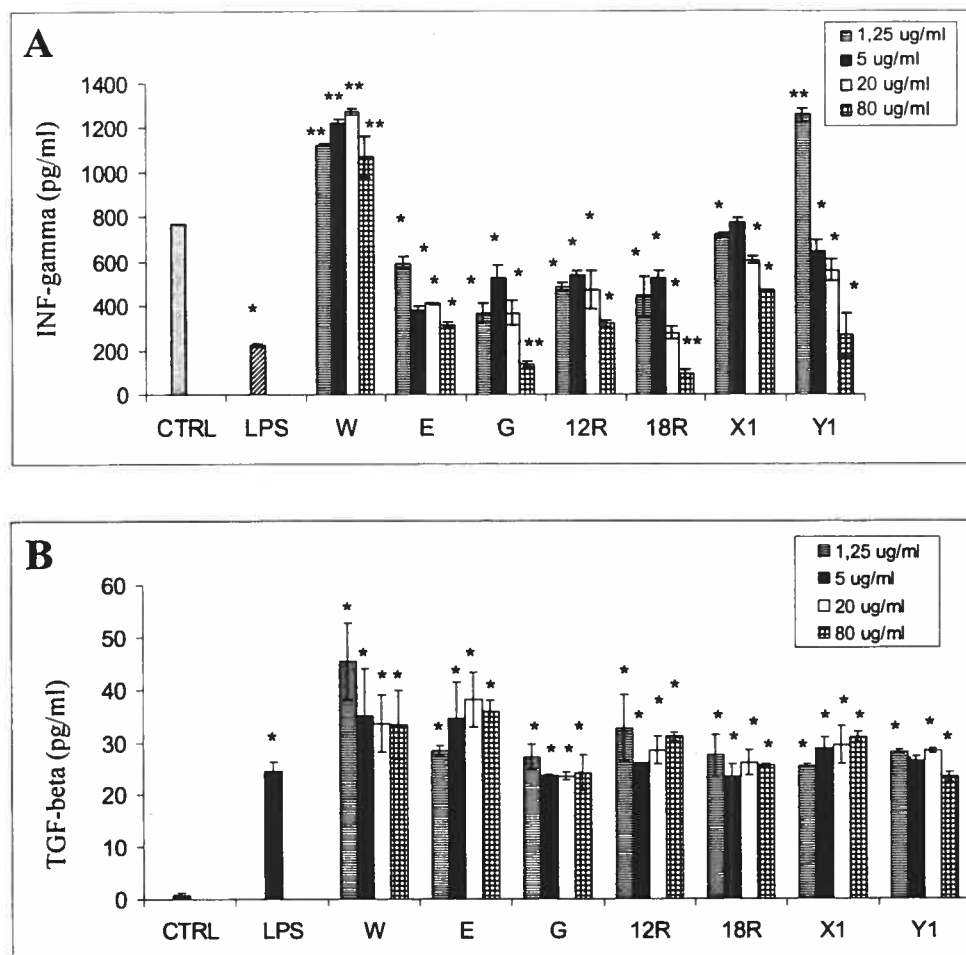 A
1,25 ug/ml
5 ug/ml
20 ug/ml
80 ug/ml
INF-gamma (pg/ml)
1400
1200
1000
800
600
400
200
0
* ** ** ** ** * * * * * * * ** * * * * * * * ** * * * ** * * *
CTRL LPS W E G 12R 18R X1 Y1
B
1,25 ug/ml
5 ug/ml
20 ug/ml
80 ug/ml
TGF-beta (pg/ml)
60
50
40
30
20
10
0
* * * * * * * * * * * * * * * * * * * * * * * * * * * *
CTRL LPS W E G 12R 18R X1 Y1